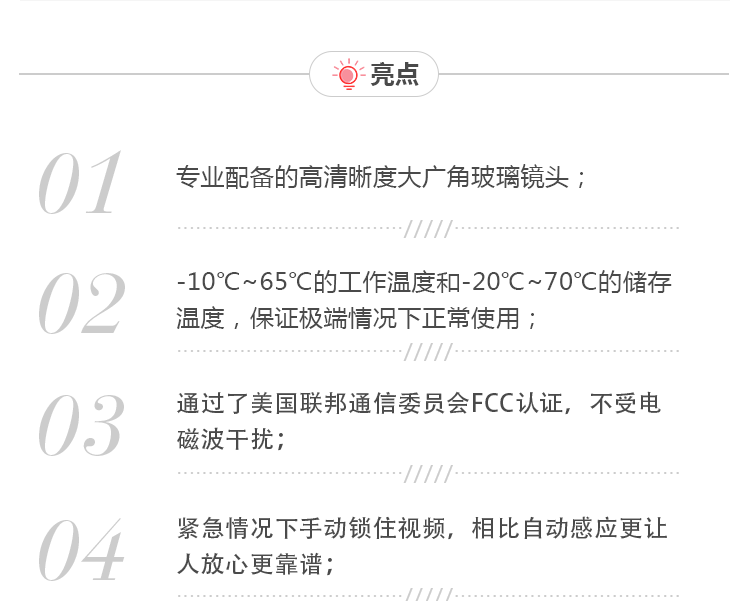 亮点
01
专业配备的高清晰度大广角玻璃镜头；
02
-10℃~65℃的工作温度和-20℃~70℃的储存
温度，保证极端情况下正常使用；
03
通过了美国联邦通信委员会FCC认证，不受电
磁波干扰；
04
紧急情况下手动锁住视频，相比自动感应更让
人放心更靠谱；